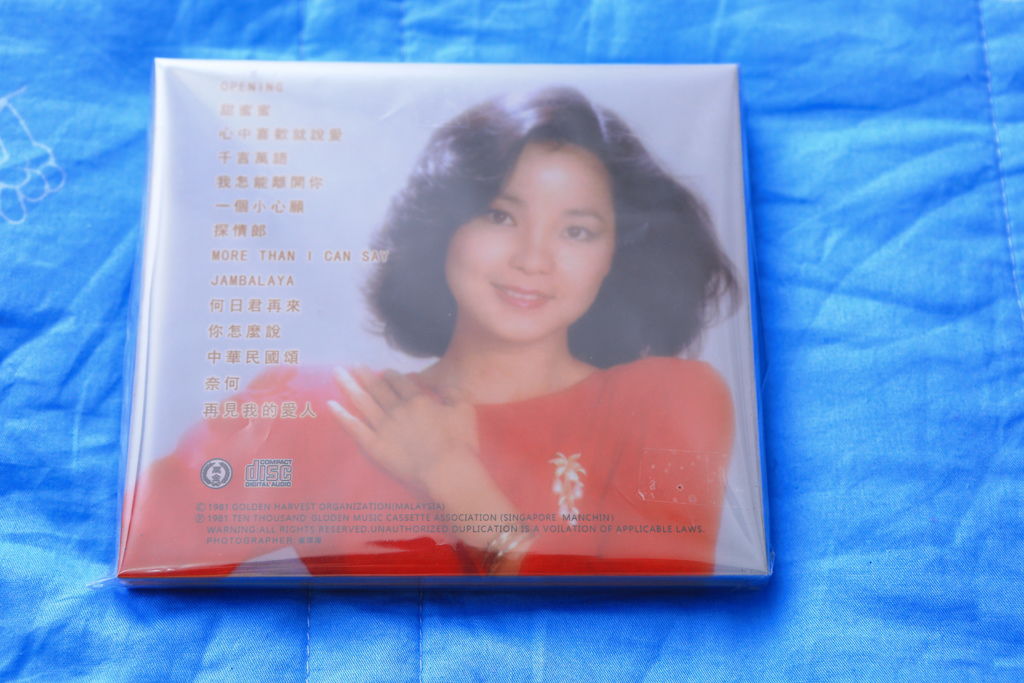 OPENING
甜蜜蜜
心中喜歡就說愛
千言萬語
我怎能離開你
一個小心願
探情郎
MORE THAN I CAN SAY
JAMBALAYA
何日君再來
你怎麼說
中華民國頌
奈何
再見我的愛人
COMPACT
disc
DIGITAL AUDIO
Ⓒ 1981 GOLDEN HARVEST ORGANIZATION(MALAYSIA)
Ⓟ 1981 TEN THOUSAND GLODEN MUSIC CASSETTE ASSOCIATION (SINGAPORE MANCHIN)
WARNING:ALL RIGHTS RESERVED.UNAUTHORIZED DUPLICATION IS A VOILATION OF APPLICABLE LAWS.
PHOTOGRAPHER: